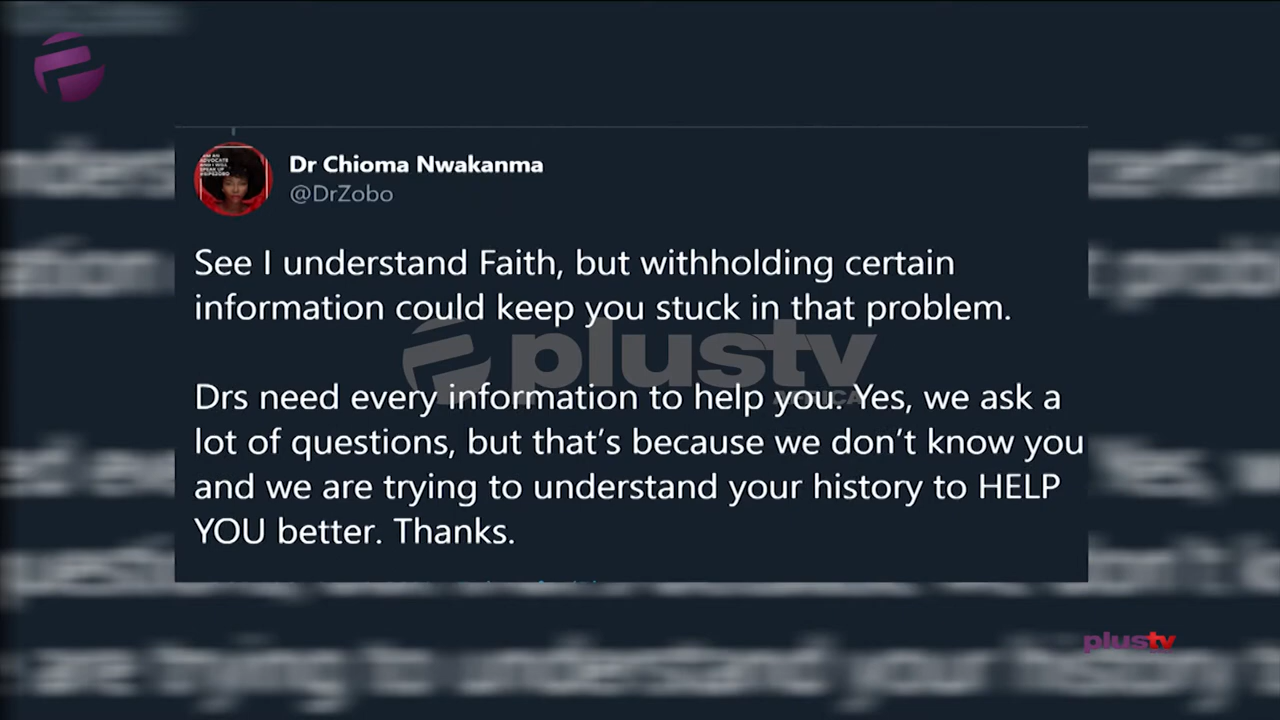 Dr Chioma Nwakanma
@DrZobo
See I understand Faith, but withholding certain
information could keep you stuck in that problem.
Drs need every information to help you. Yes, we ask a
lot of questions, but that's because we don't know you
and we are trying to understand your history to HELP
YOU better. Thanks.
plustv
AFRICA
plustv